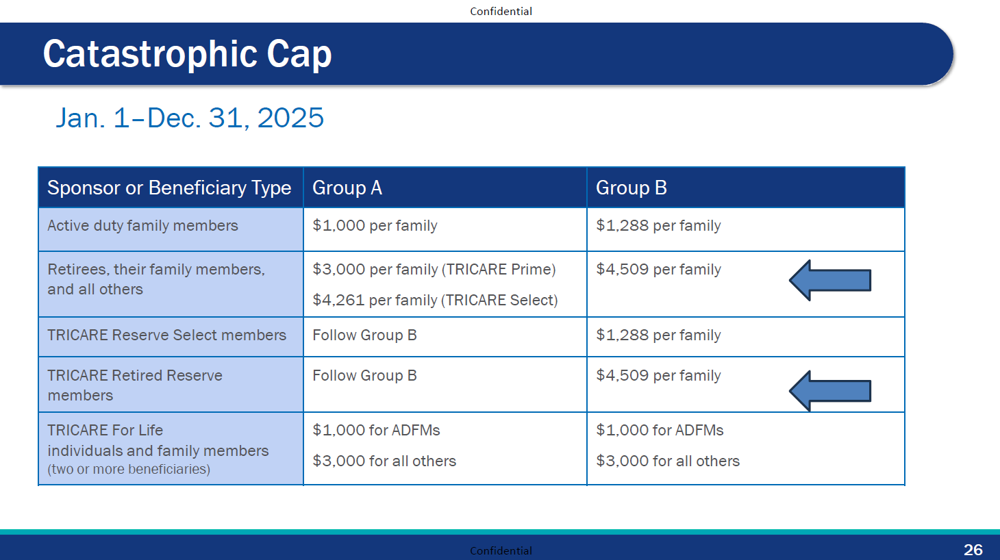 Confidential
Catastrophic Cap
Jan. 1–Dec. 31, 2025
Sponsor or Beneficiary Type Group A Group B
Active duty family members $1,000 per family $1,288 per family
Retirees, their family members, $3,000 per family (TRICARE Prime) $4,509 per family
and all others
$4,261 per family (TRICARE Select)
TRICARE Reserve Select members Follow Group B $1,288 per family
TRICARE Retired Reserve Follow Group B $4,509 per family
members
TRICARE For Life $1,000 for ADFMs $1,000 for ADFMs
individuals and family members
$3,000 for all others $3,000 for all others
(two or more beneficiaries)
Confidential
26